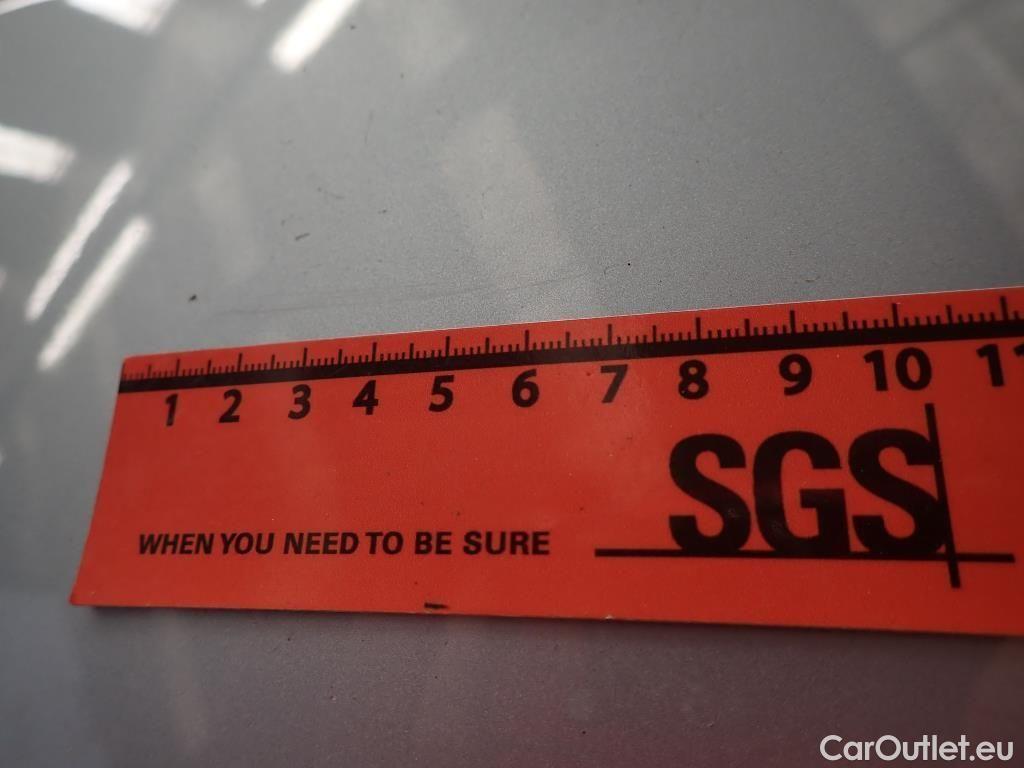 1 2 3 4 5 6 7 8 9 10 11
SGS
WHEN YOU NEED TO BE SURE
CarOutlet.eu